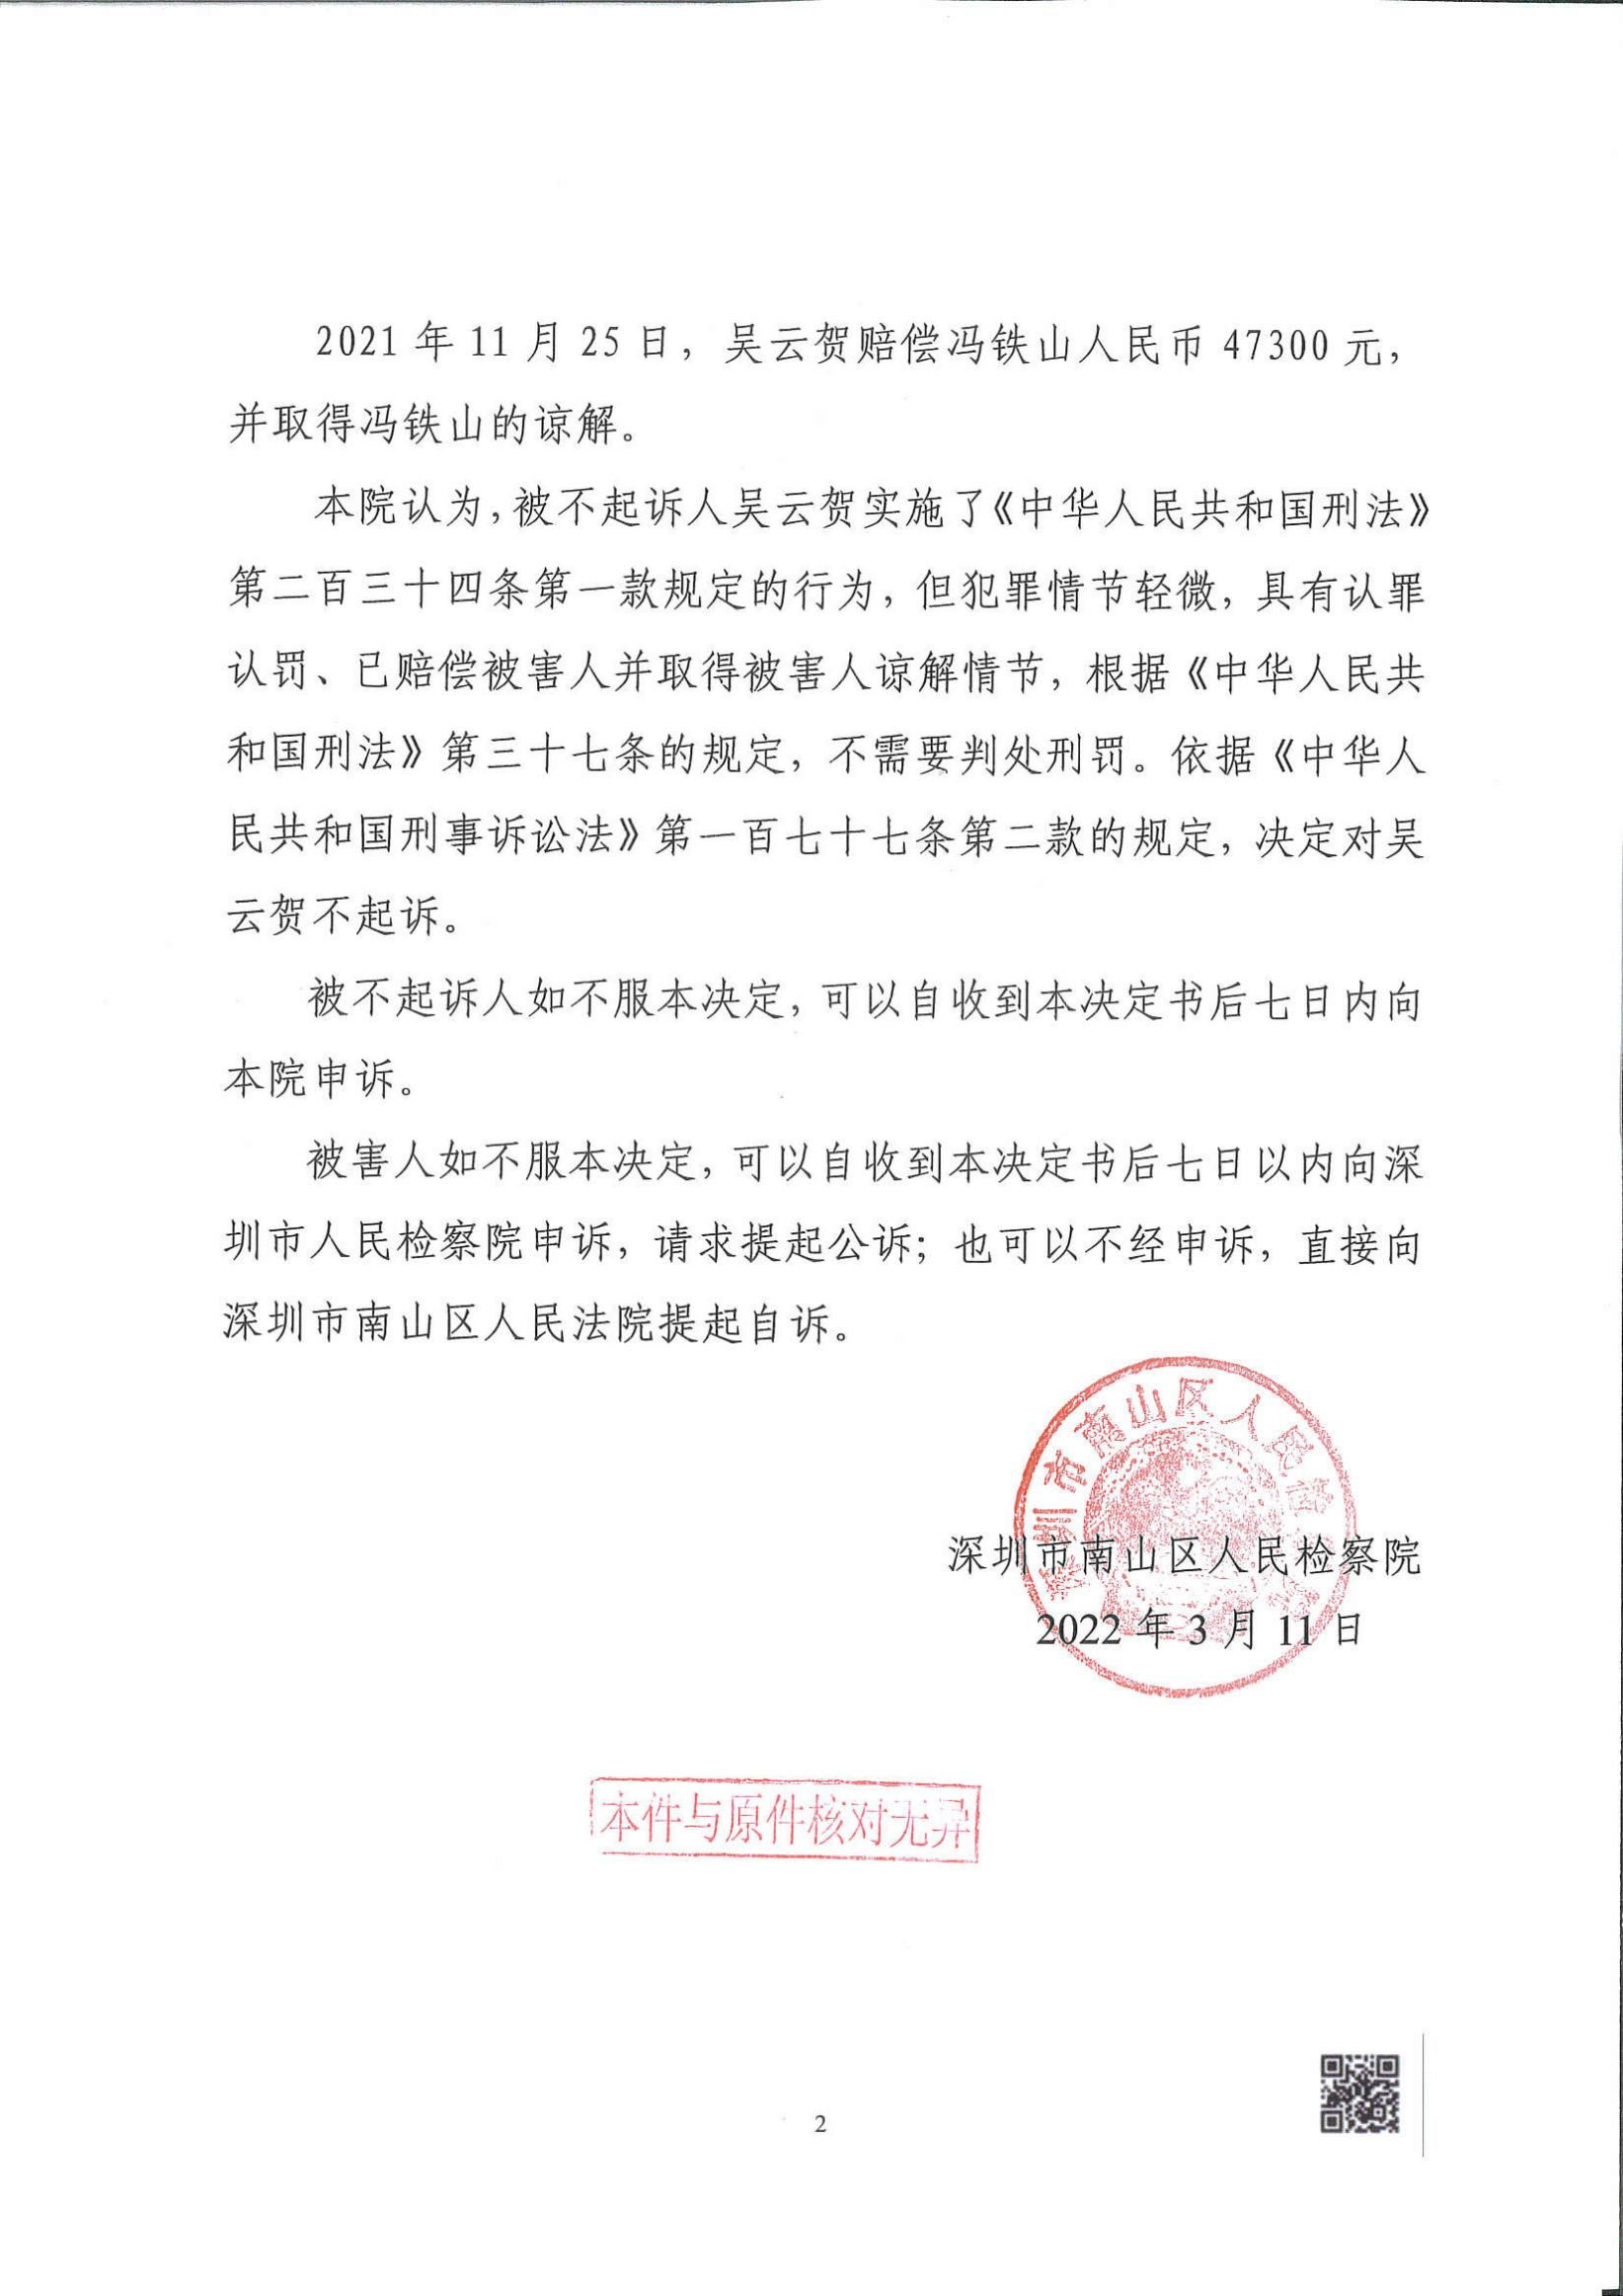 2021 年 11 月 25 日，吴云贺赔偿冯铁山人民币 47300 元，
并取得冯铁山的谅解。
本院认为，被不起诉人吴云贺实施了《中华人民共和国刑法》
第二百三十四条第一款规定的行为，但犯罪情节轻微，具有认罪
认罚、已赔偿被害人并取得被害人谅解情节，根据《中华人民共
和国刑法》第三十七条的规定，不需要判处刑罚。依据《中华人
民共和国刑事诉讼法》第一百七十七条第二款的规定，决定对吴
云贺不起诉。
被不起诉人如不服本决定，可以自收到本决定书后七日内向
本院申诉。
被害人如不服本决定，可以自收到本决定书后七日以内向深
圳市人民检察院申诉，请求提起公诉；也可以不经申诉，直接向
深圳市南山区人民法院提起自诉。
圳市南山区人民
深圳市南山区人民检察院
2022 年 3 月 11 日
本件与原件核对无异
2